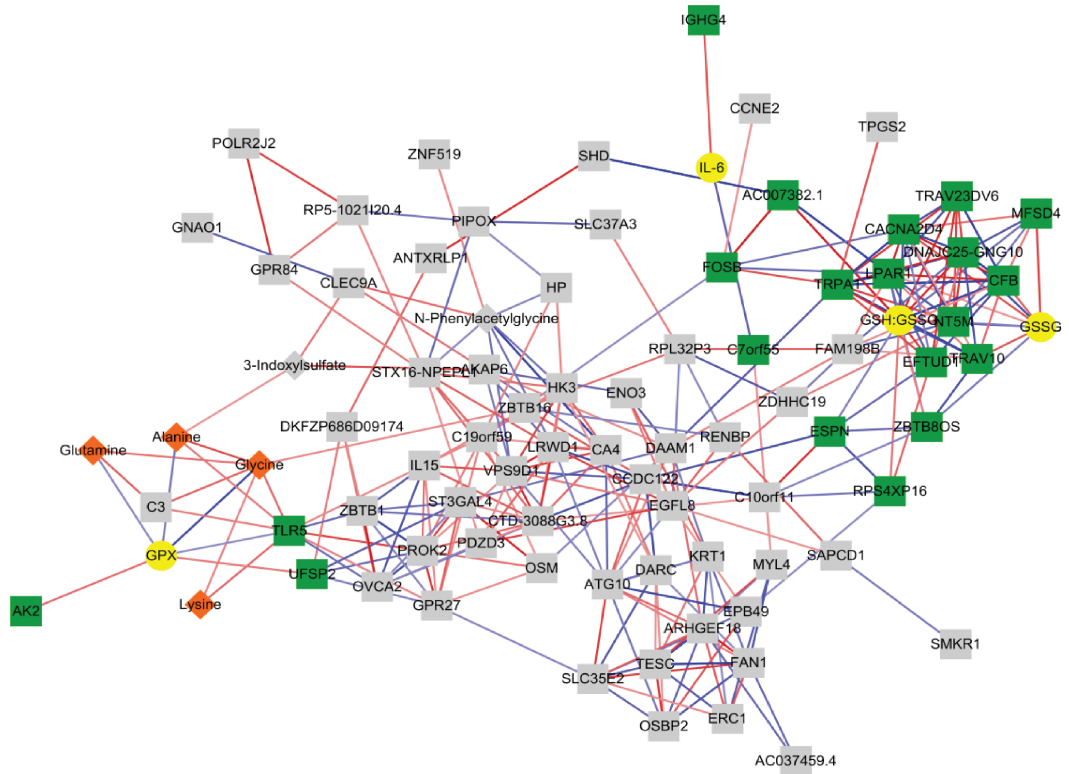 IGHG4
CCNE2
TPGS2
POLR2J2
ZNF519
SHD
IL-6
AC007382.1
TRAV23DV6
MFSD4
GNAO1
RP5-1021I20.4
PIPOX
SLC37A3
CACNA2D4
DNAJC25-GNG10
ANTXRLP1
FOSB
LPAR1
GPR84
CLEC9A
HP
TRPA1
CFB
N-Phenylacetylglycine
GSH:GSSG
NT5M
GSSG
C7orf55
FAM198B
RPL32P3
EFTUD1
TRAV10
3-Indoxylsulfate
STX16-NPEPL1
AKAP6
HK3
ENO3
ZDHHC19
ZBTB16
DKFZP686D09174
C19orf59
LRWD1
CA4
DAAM1
RENBP
ESPN
ZBTB8OS
Glutamine
Alanine
Glycine
IL15
VPS9D1
CCDC122
C3
ZBTB1
ST3GAL4
CTD-3088G3.8
EGFL8
C10orf11
RPS4XP16
TLR5
PROK2
PDZD3
GPX
UFSP2
OVCA2
OSM
ATG10
DARC
KRT1
MYL4
SAPCD1
AK2
Lysine
GPR27
EPB49
ARHGEF18
SMKR1
SLC35E2
TESC
FAN1
OSBP2
ERC1
AC037459.4